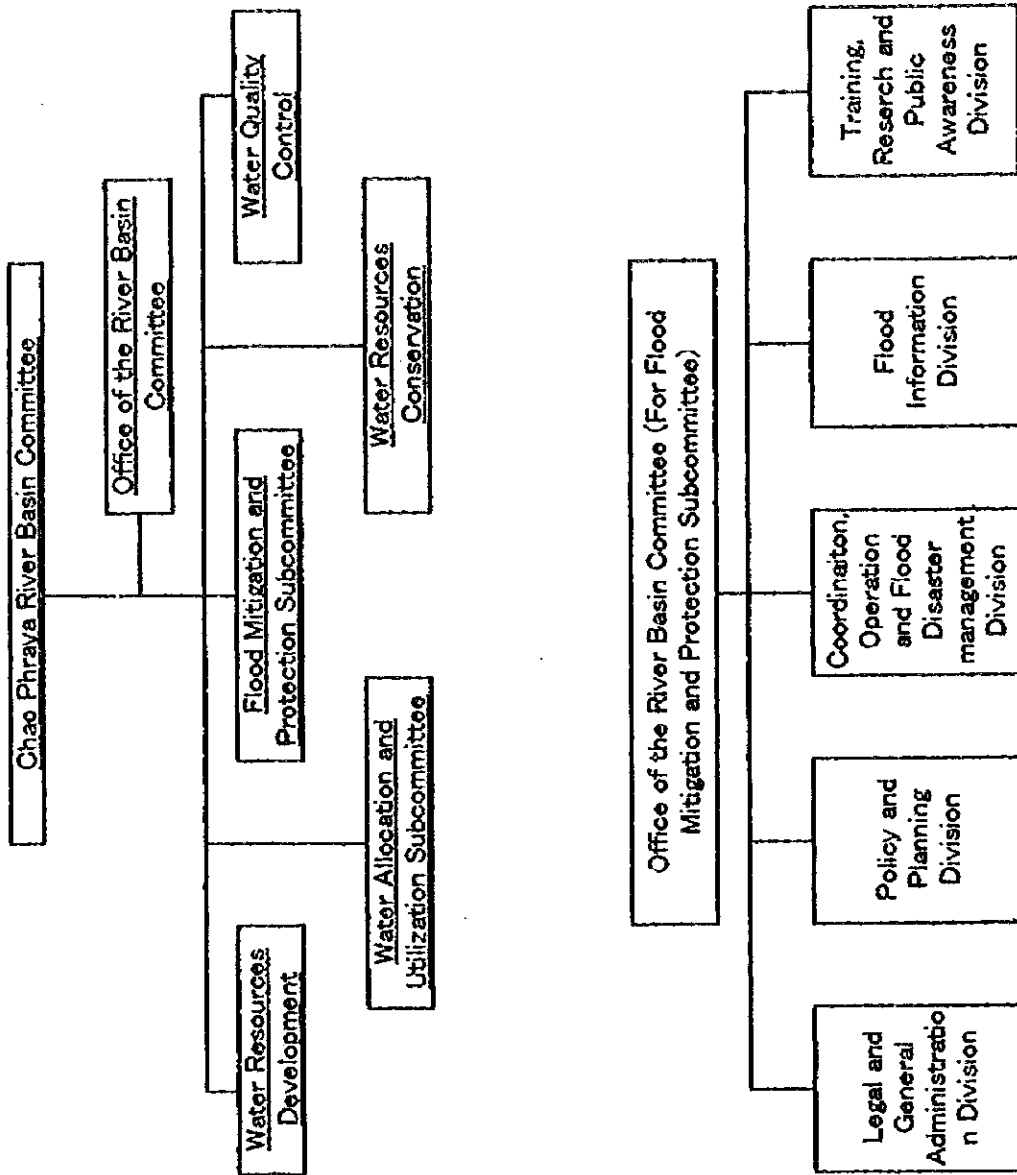 Chao Phraya River Basin Committee
Office of the River Basin
Committee
Water Resources
Development
Flood Mitigation and
Protection Subcommittee
Water Quality
Control
Water Allocation and
Utilization Subcommittee
Water Resources
Conservation
Office of the River Basin Committee (For Flood
Mitigation and Protection Subcommittee)
Legal and
General
Administratio
n Division
Policy and
Planning
Division
Coordinaiton,
Operation
and Flood
Disaster
management
Division
Flood
Information
Division
Training,
Reserch and
Public
Awareness
Division